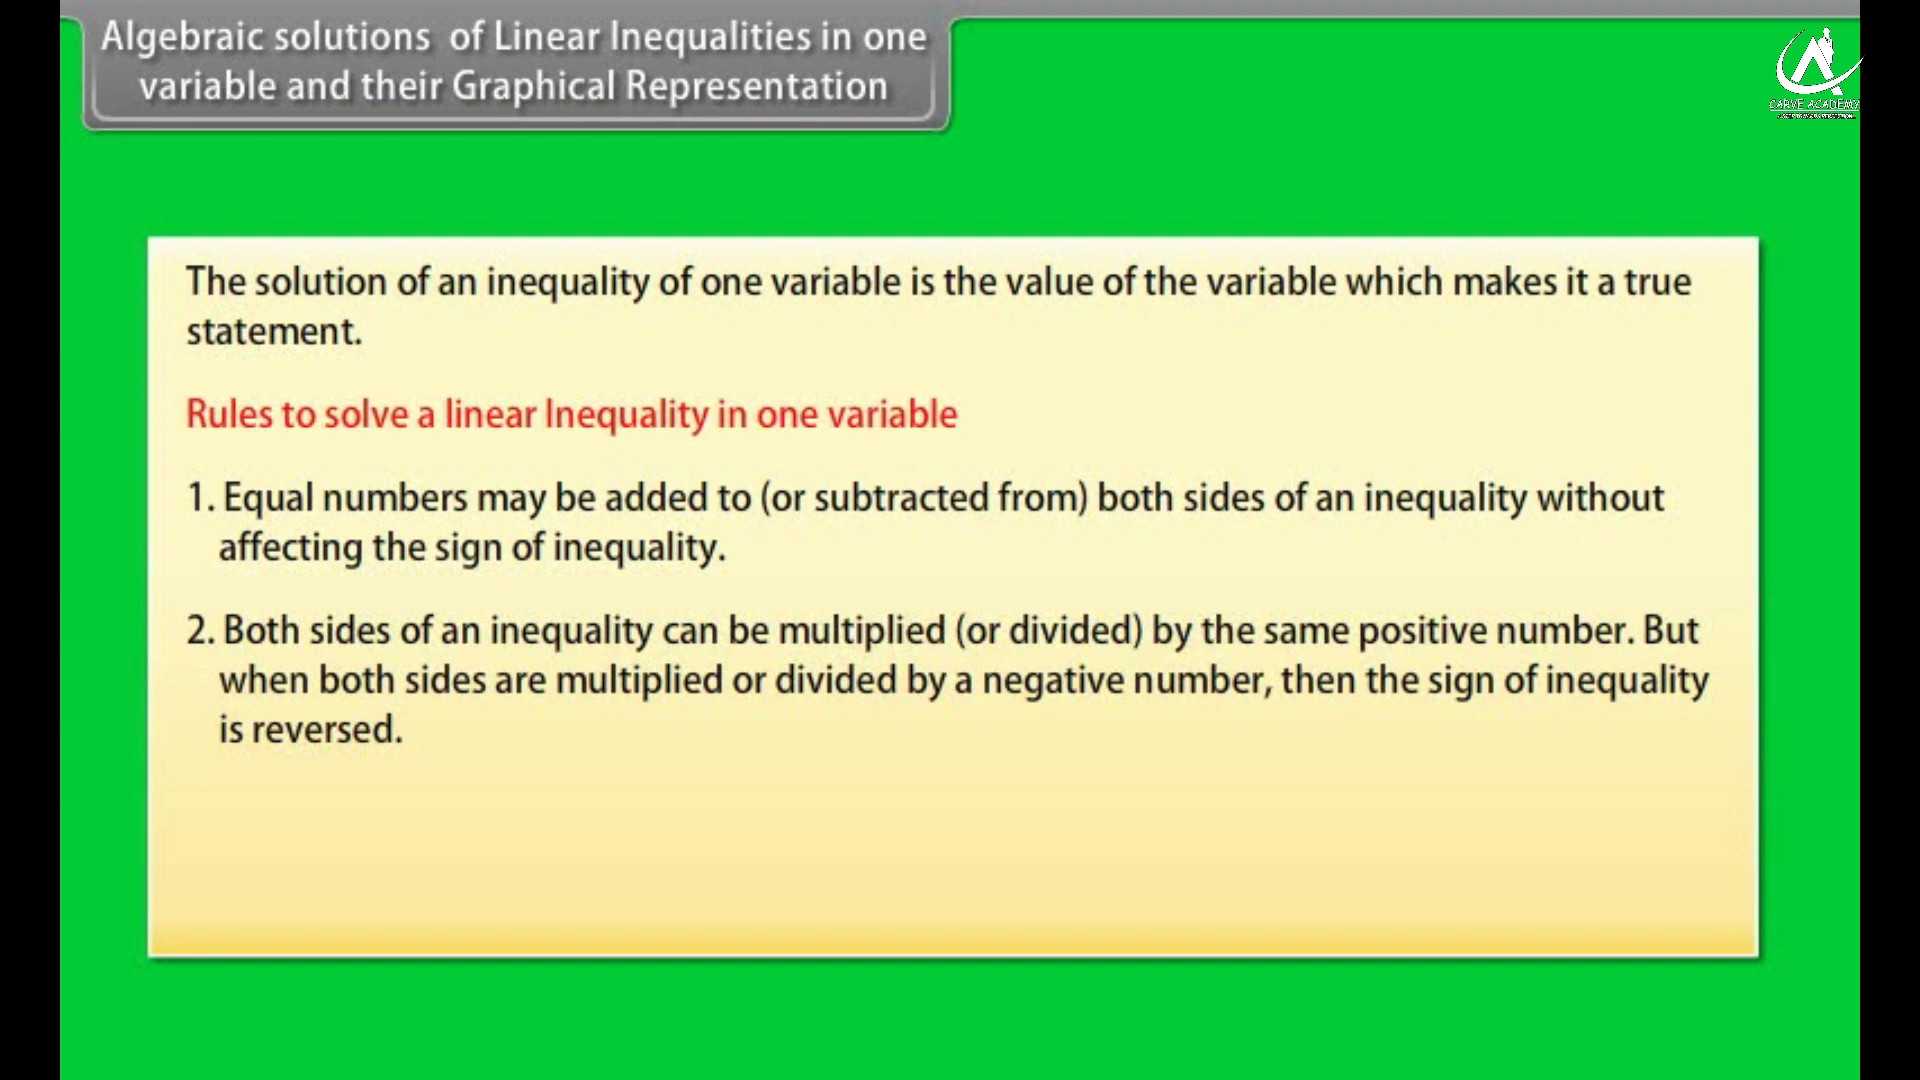 Algebraic solutions of Linear Inequalities in one
variable and their Graphical Representation
CARVE ACADEMY
The solution of an inequality of one variable is the value of the variable which makes it a true
statement.
Rules to solve a linear Inequality in one variable
1. Equal numbers may be added to (or subtracted from) both sides of an inequality without
affecting the sign of inequality.
2. Both sides of an inequality can be multiplied (or divided) by the same positive number. But
when both sides are multiplied or divided by a negative number, then the sign of inequality
is reversed.